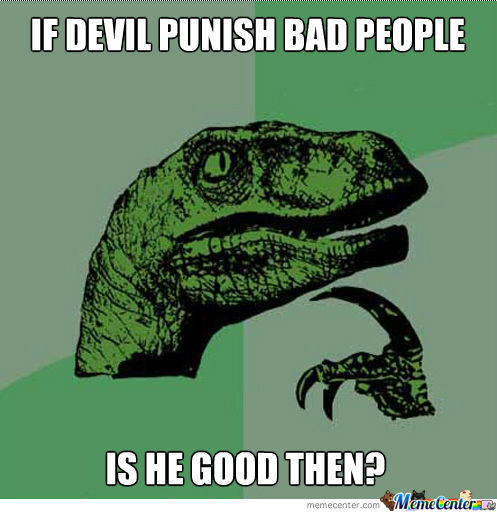 IF DEVIL PUNISH BAD PEOPLE
IS HE GOOD THEN?
memecenter.com MemeCenter